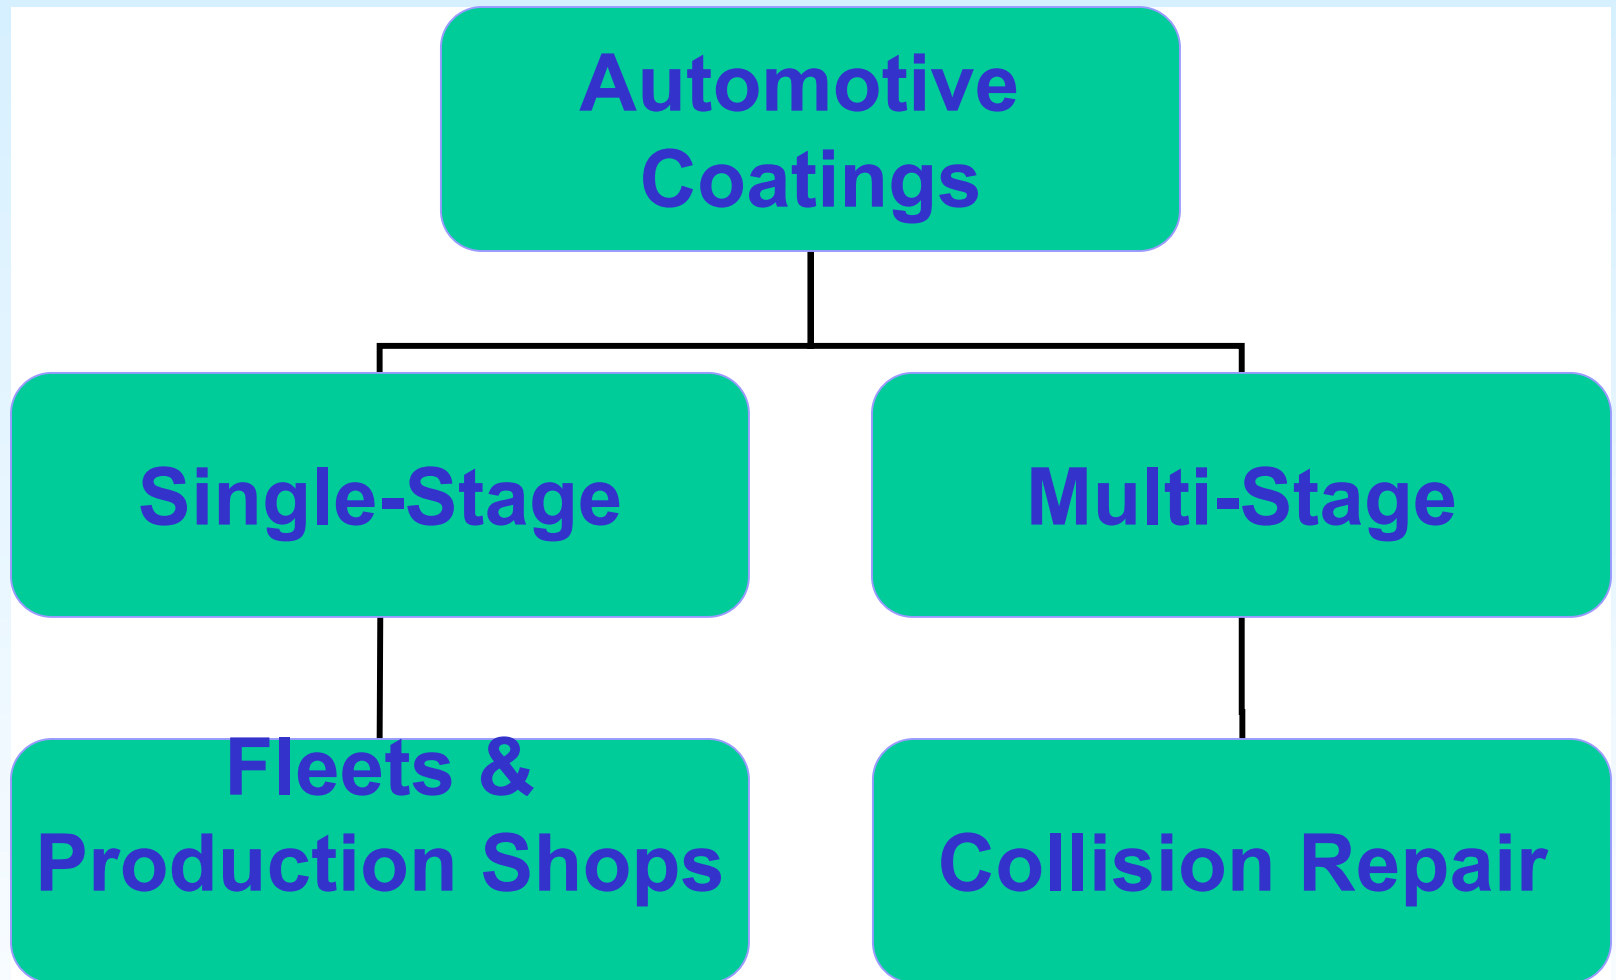 Automotive
Coatings
Single-Stage
Multi-Stage
Fleets &
Production Shops
Collision Repair